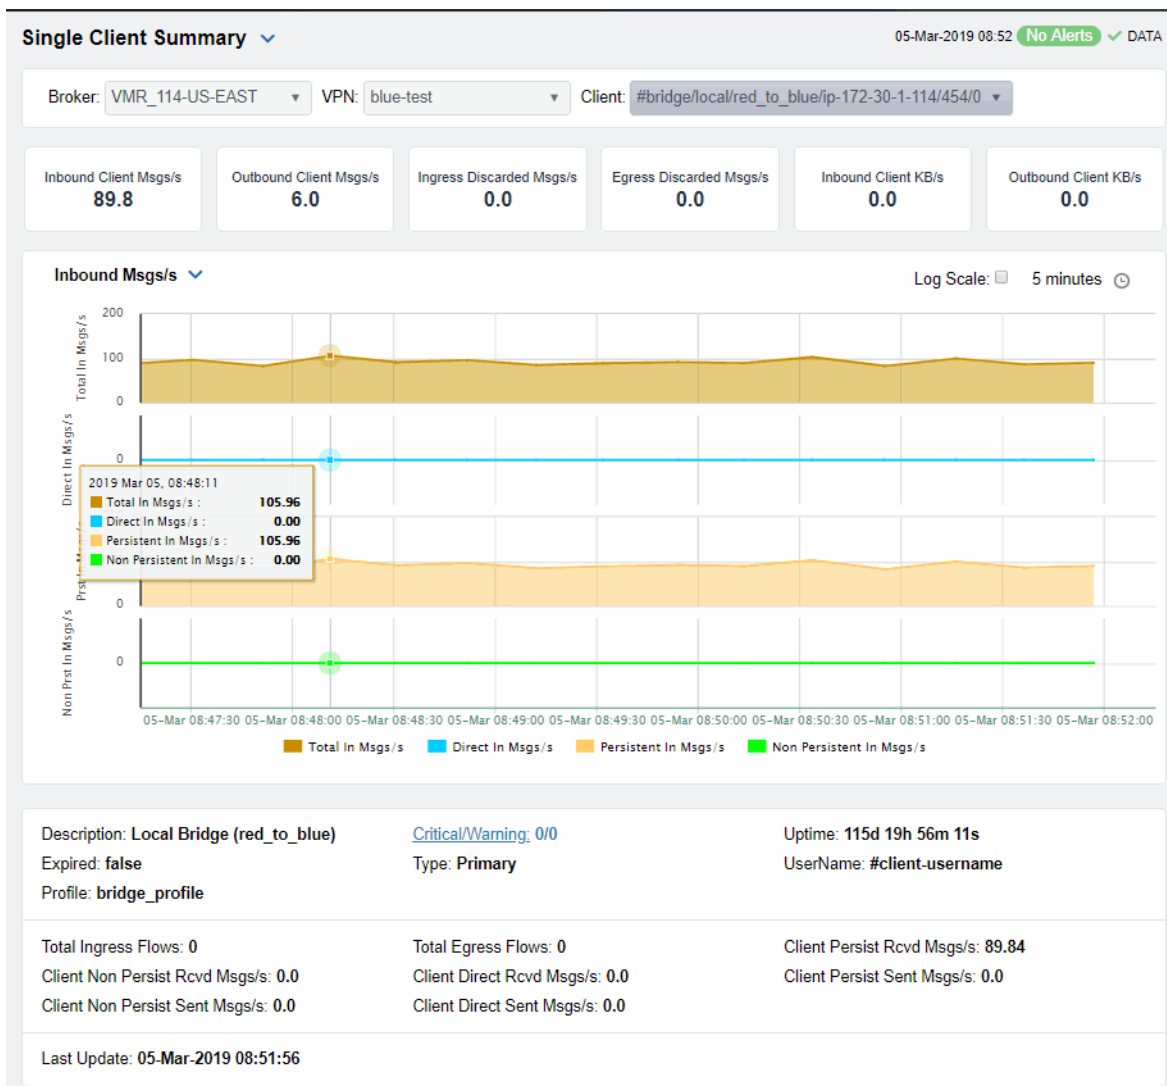 Single Client Summary 05-Mar-2019 08:52 No Alerts DATA
Broker: VMR_114-US-EAST VPN: blue-test Client: #bridge/local/red_to_blue/ip-172-30-1-114/454/0
Inbound Client Msgs/s Outbound Client Msgs/s Ingress Discarded Msgs/s Egress Discarded Msgs/s Inbound Client KB/s Outbound Client KB/s
89.8 6.0 0.0 0.0 0.0 0.0
Inbound Msgs/s Log Scale: 5 minutes
Total In Msgs/s
200
100
0
Direct In Msgs/s
0
2019 Mar 05, 08:48:11
Total In Msgs/s : 105.96
Direct In Msgs/s : 0.00
Persistent In Msgs/s : 105.96
Non Persistent In Msgs/s : 0.00
0
Non Prst In Msgs/s
0
05-Mar 08:47:30 05-Mar 08:48:00 05-Mar 08:48:30 05-Mar 08:49:00 05-Mar 08:49:30 05-Mar 08:50:00 05-Mar 08:50:30 05-Mar 08:51:00 05-Mar 08:51:30 05-Mar 08:52:00
Total In Msgs/s Direct In Msgs/s Persistent In Msgs/s Non Persistent In Msgs/s
Description: Local Bridge (red_to_blue) Critical/Warning: 0/0 Uptime: 115d 19h 56m 11s
Expired: false Type: Primary UserName: #client-username
Profile: bridge_profile
Total Ingress Flows: 0 Total Egress Flows: 0 Client Persist Rcvd Msgs/s: 89.84
Client Non Persist Rcvd Msgs/s: 0.0 Client Direct Rcvd Msgs/s: 0.0 Client Persist Sent Msgs/s: 0.0
Client Non Persist Sent Msgs/s: 0.0 Client Direct Sent Msgs/s: 0.0
Last Update: 05-Mar-2019 08:51:56